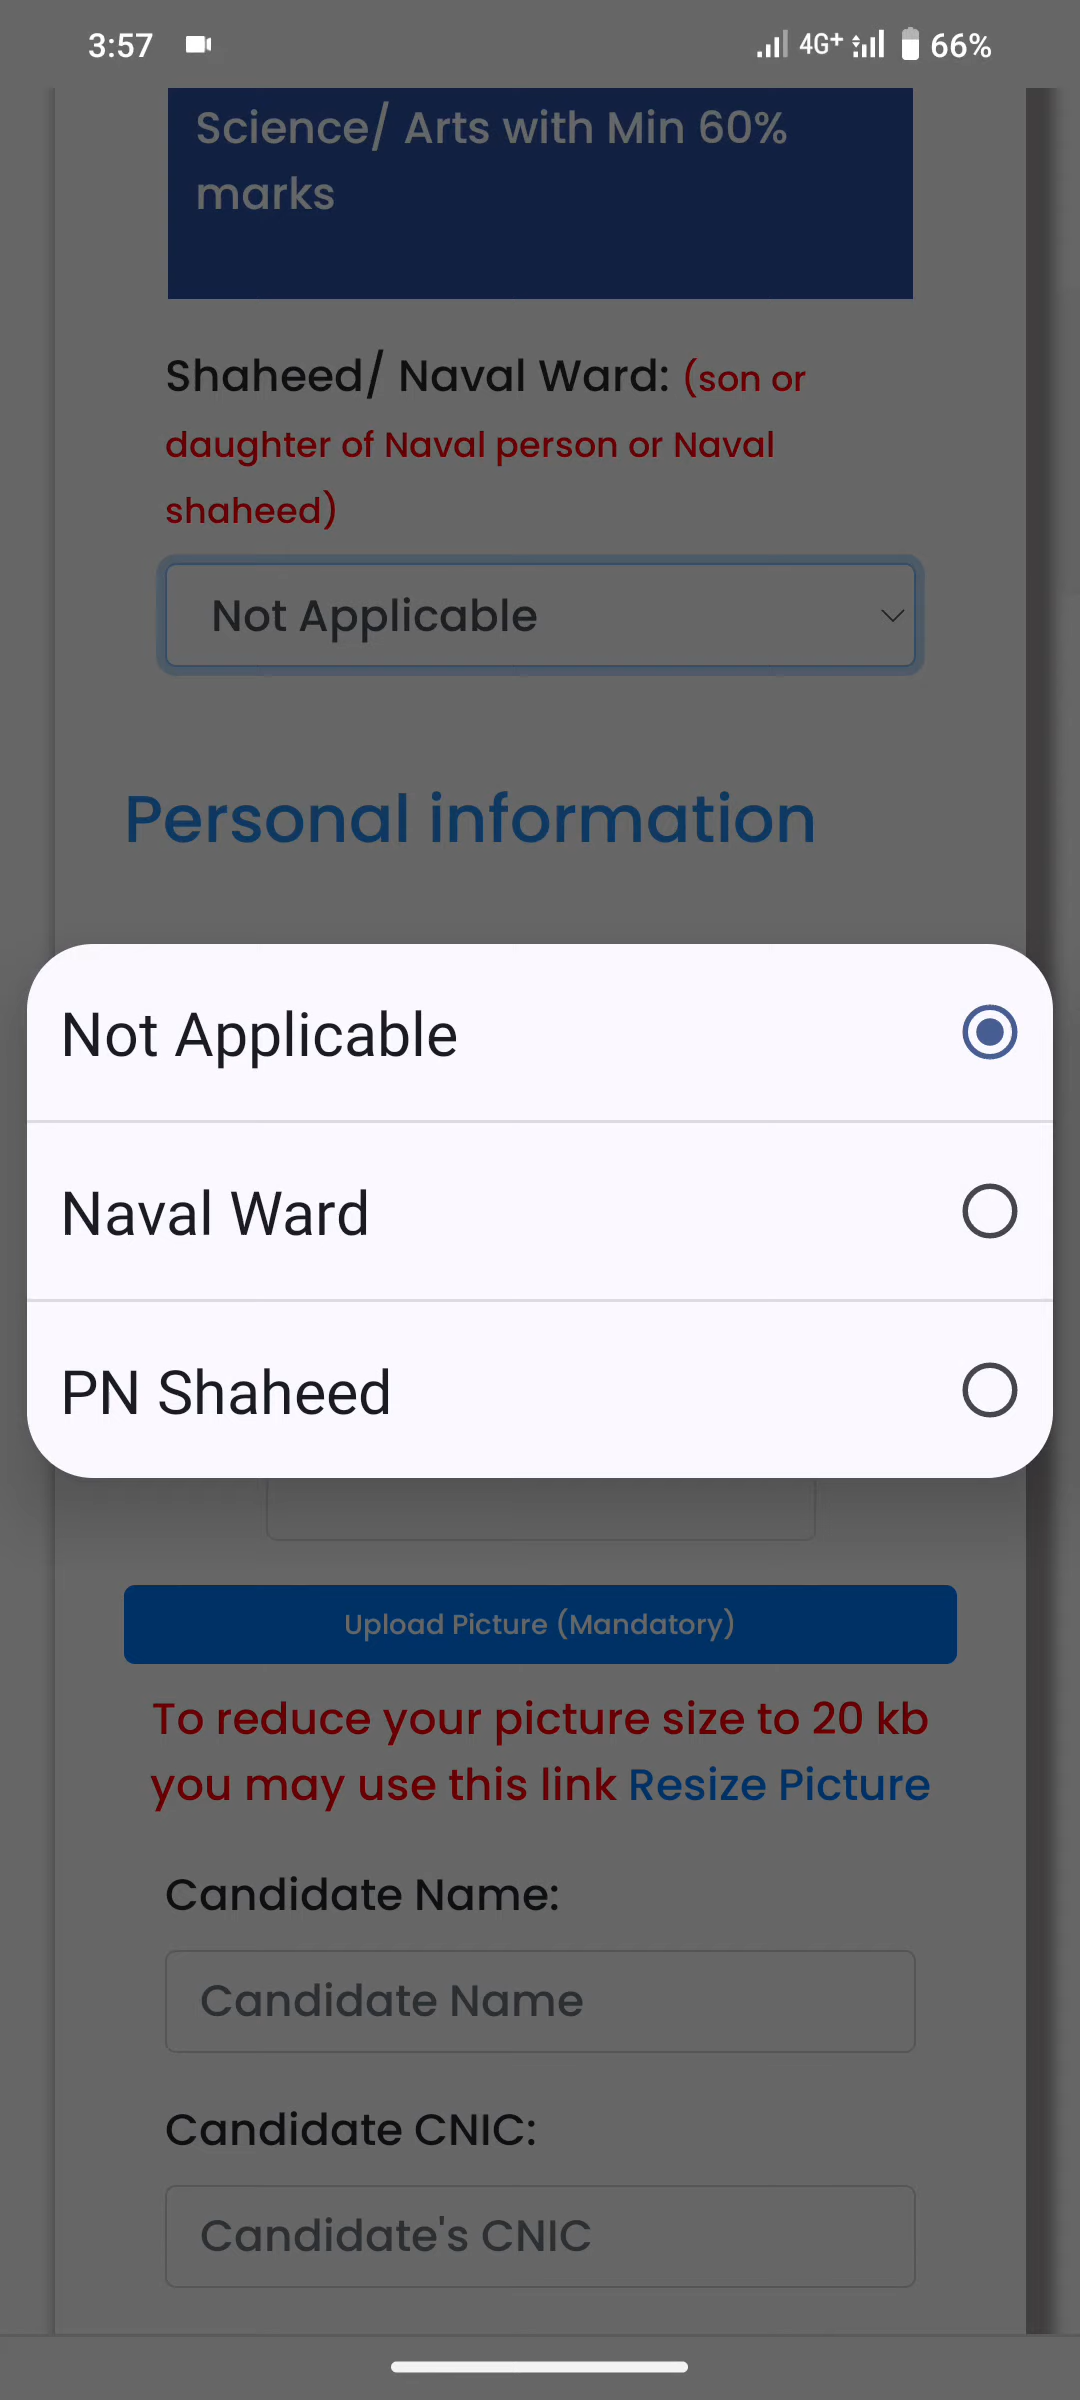 3:57
4G+
66%
Science/ Arts with Min 60%
marks
Shaheed/ Naval Ward: (son or
daughter of Naval person or Naval
shaheed)
Not Applicable
Personal information
Not Applicable
Naval Ward
PN Shaheed
Upload Picture (Mandatory)
To reduce your picture size to 20 kb
you may use this link Resize Picture
Candidate Name:
Candidate Name
Candidate CNIC:
Candidate's CNIC